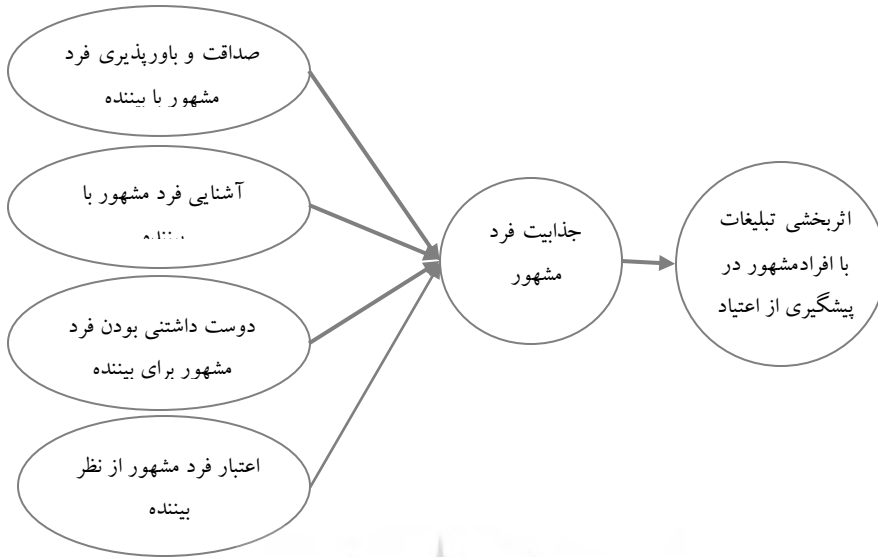 صداقت و باورپذیری فرد
مشهور با بیننده
آشنایی فرد مشهور با
بیننده
دوست داشتنی بودن فرد
مشهور برای بیننده
اعتبار فرد مشهور از نظر
بیننده
جذابیت فرد
مشهور
اثربخشی تبلیغات
با افرادمشهور در
پیشگیری از اعتیاد